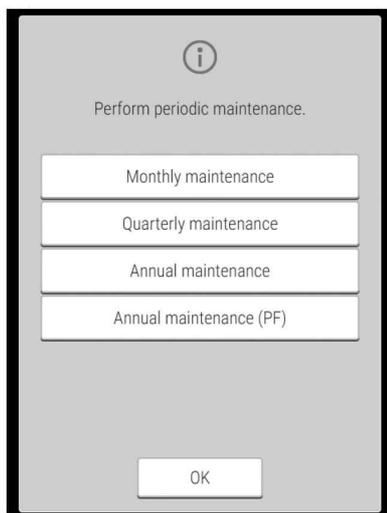 Perform periodic maintenance.
Monthly maintenance
Quarterly maintenance
Annual maintenance
Annual maintenance (PF)
OK